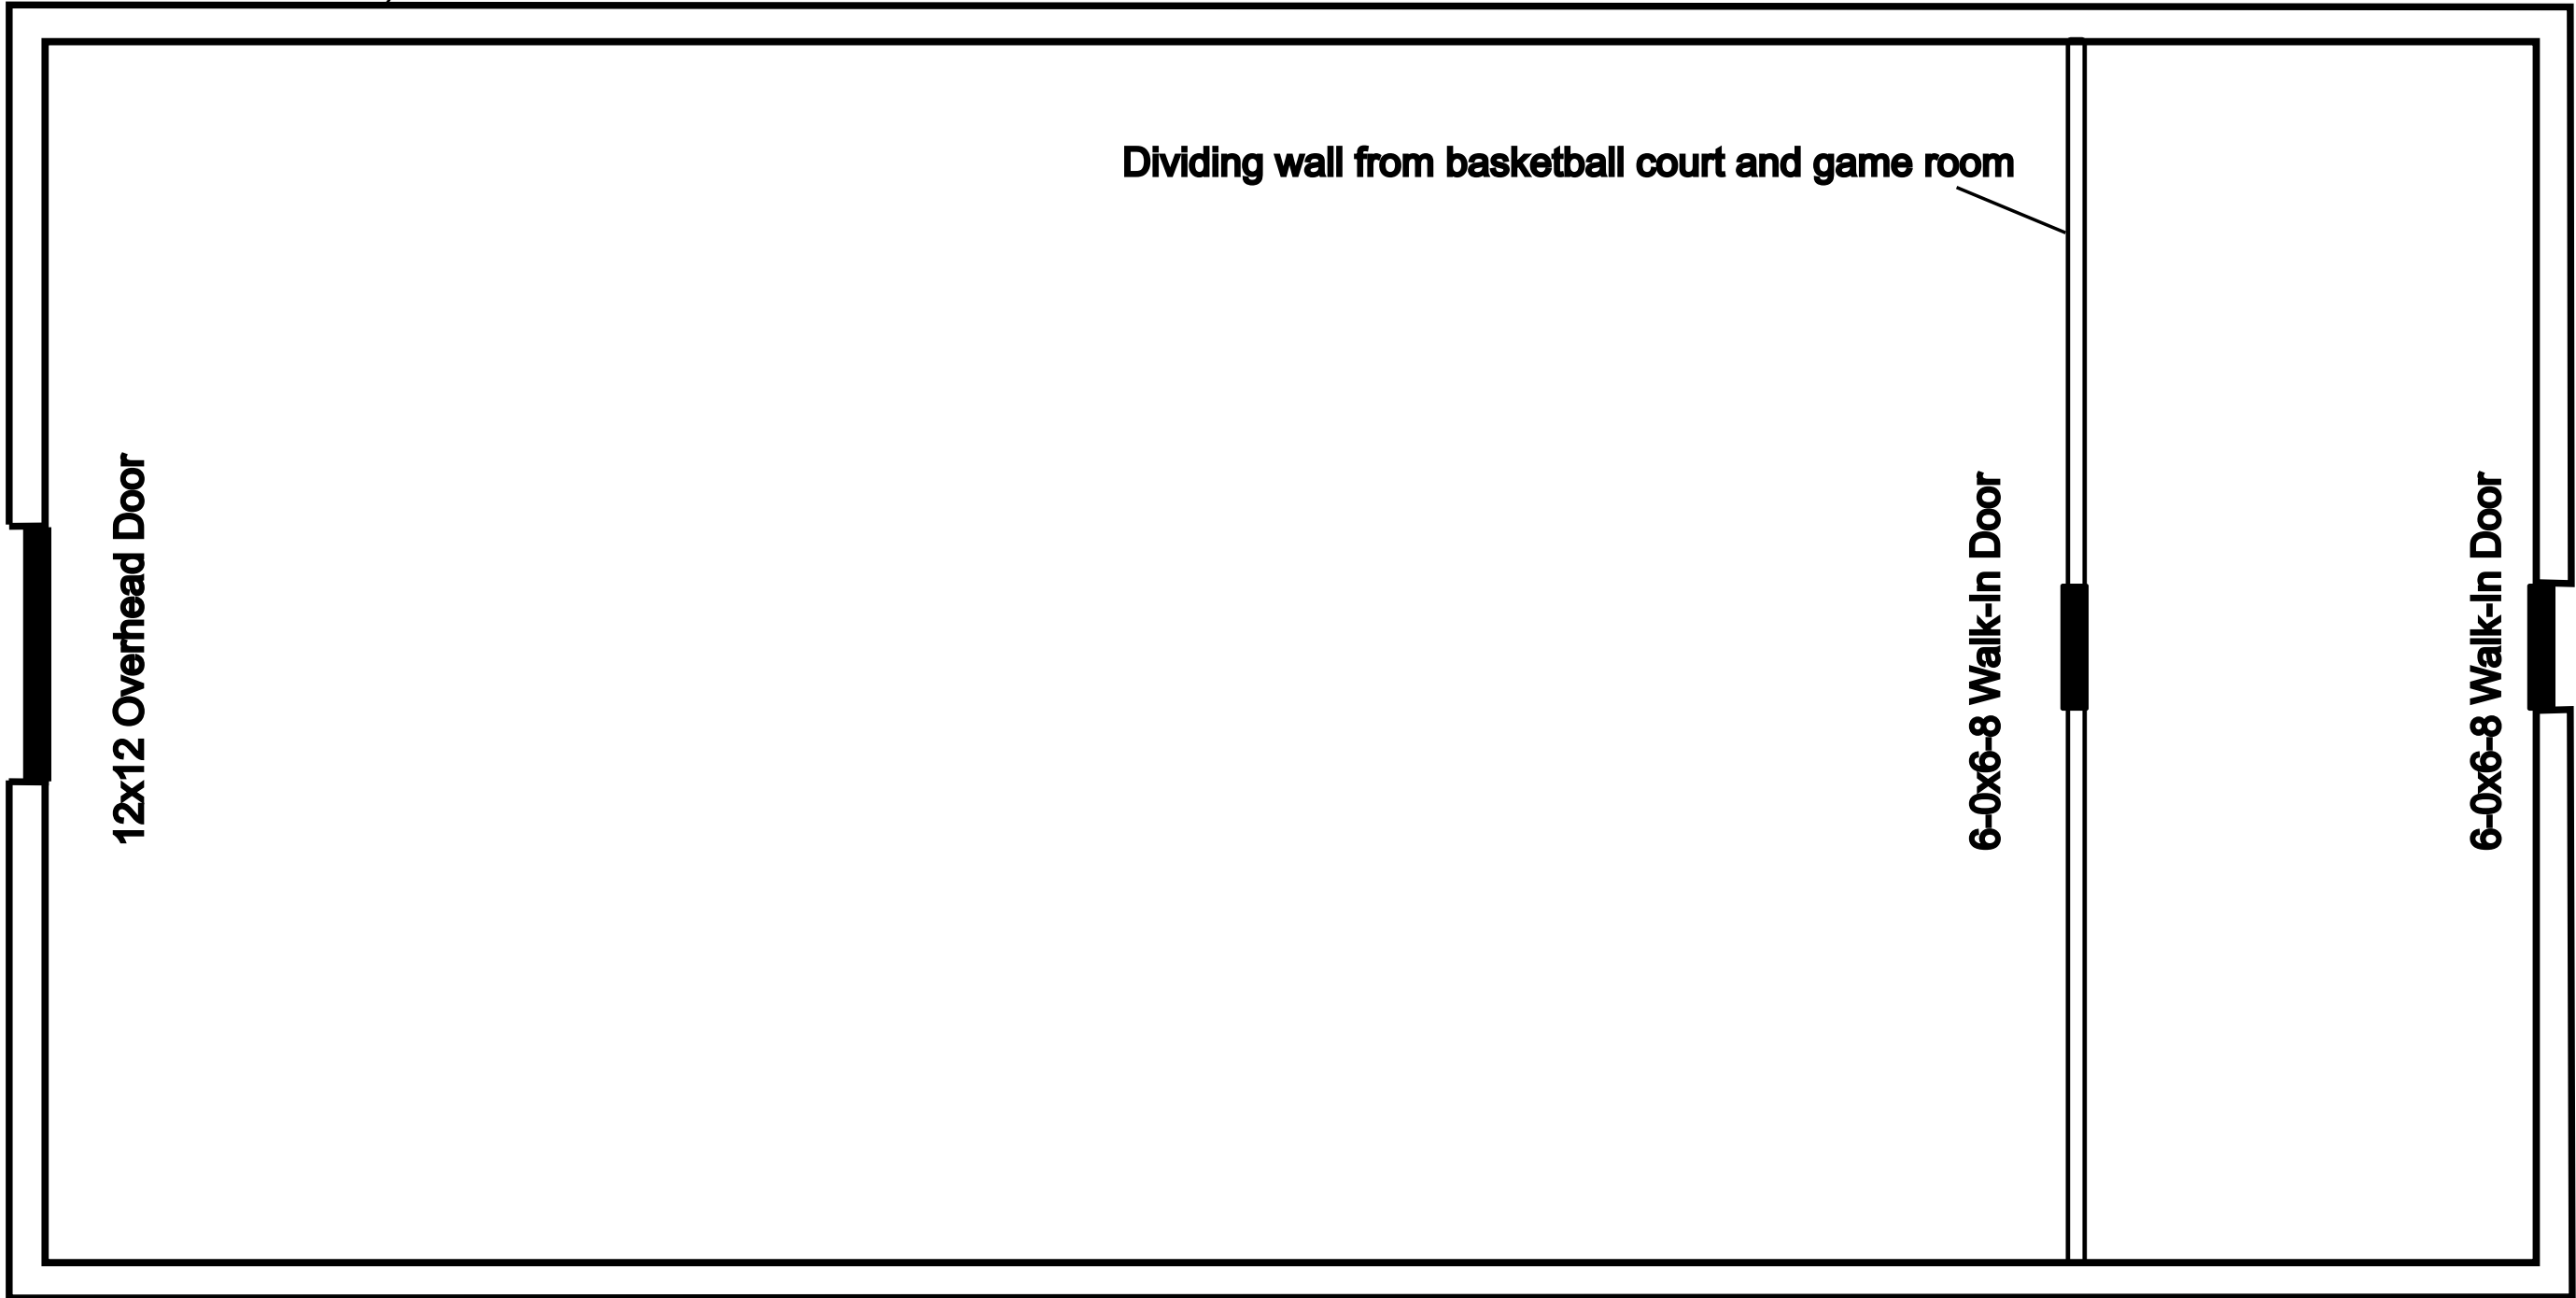 Dividing wall from basketball court and game room
12x12 Overhead Door
6-0x6-8 Walk-In Door
6-0x6-8 Walk-In Door